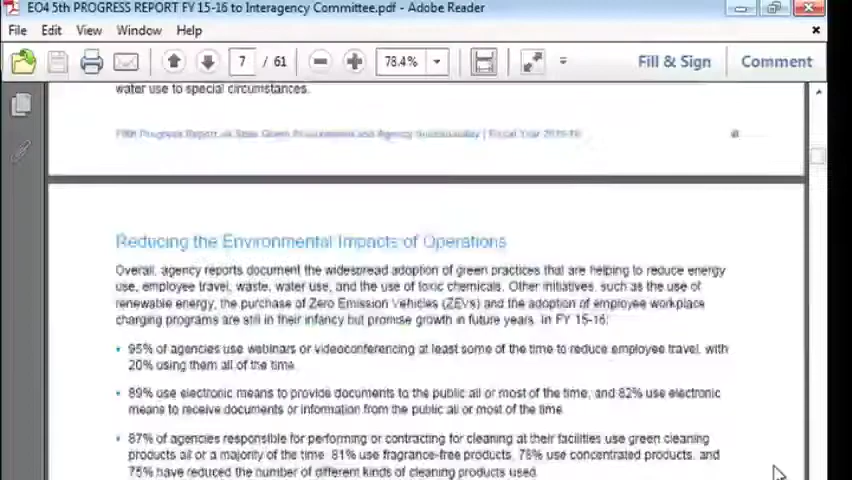 EO4 5th PROGRESS REPORT FY 15-16 to Interagency Committee.pdf - Adobe Reader
File Edit View Window Help
7 / 61 78.4% Fill & Sign Comment
water use to special circumstances.
Fifth Progress Report on State Green Procurement and Agency Sustainability | Fiscal Year 2015-16
Reducing the Environmental Impacts of Operations
Overall, agency reports document the widespread adoption of green practices that are helping to reduce energy
use, employee travel, waste, water use, and the use of toxic chemicals. Other initiatives, such as the use of
renewable energy, the purchase of Zero Emission Vehicles (ZEVs) and the adoption of employee workplace
charging programs are still in their infancy but promise growth in future years. In FY 15-16:
• 95% of agencies use webinars or videoconferencing at least some of the time to reduce employee travel, with
20% using them all of the time.
• 89% use electronic means to provide documents to the public all or most of the time, and 82% use electronic
means to receive documents or information from the public all or most of the time
• 87% of agencies responsible for performing or contracting for cleaning at their facilities use green cleaning
products all or a majority of the time. 81% use fragrance-free products, 78% use concentrated products, and
75% have reduced the number of different kinds of cleaning products used.